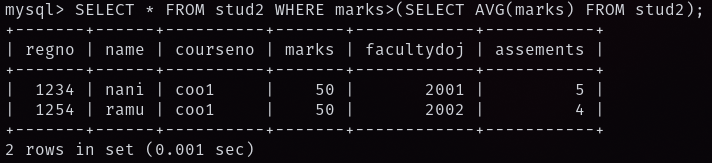 mysql> SELECT * FROM stud2 WHERE marks>(SELECT AVG(marks) FROM stud2);
+-------+------+----------+-------+------------+-----------+
| regno | name | courseno | marks | facultydoj | assements |
+-------+------+----------+-------+------------+-----------+
|  1234 | nani | coo1     |    50 |       2001 |         5 |
|  1254 | ramu | coo1     |    50 |       2002 |         4 |
+-------+------+----------+-------+------------+-----------+
2 rows in set (0.001 sec)